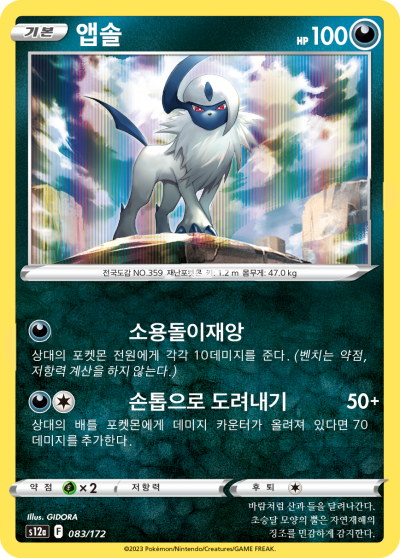 기본 앱솔 HP 100
전국도감 NO.359 재난포켓몬 키: 1.2 m 몸무게: 47.0 kg
소용돌이재앙
상대의 포켓몬 전원에게 각각 10데미지를 준다. (벤치는 약점,
저항력 계산을 하지 않는다.)
손톱으로 도려내기 50+
상대의 배틀 포켓몬에게 데미지 카운터가 올려져 있다면 70
데미지를 추가한다.
약점 ×2 저항력 후퇴
Illus. GIDORA
s12a F 083/172
바람처럼 산과 들을 달려나간다.
초승달 모양의 뿔은 자연재해의
징조를 민감하게 감지한다.
©2023 Pokémon/Nintendo/Creatures/GAME FREAK.